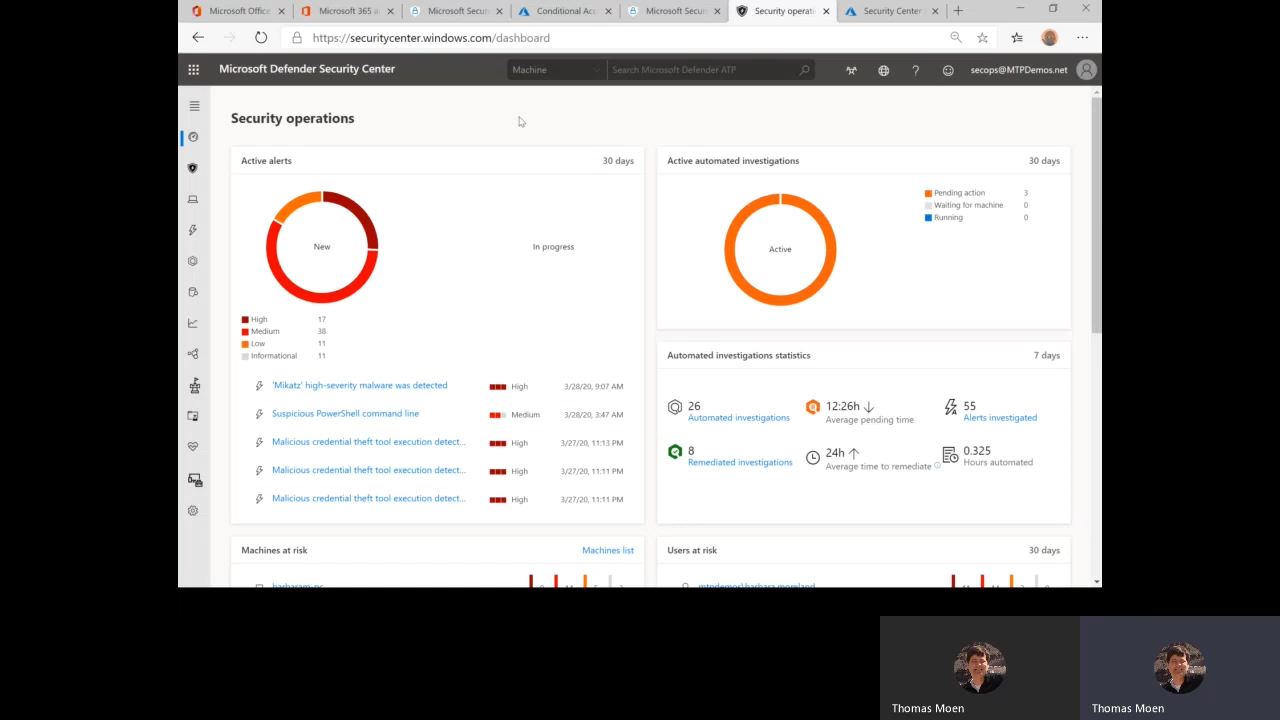 Microsoft Office
Microsoft 365 a
Microsoft Secu
Conditional Acc
Microsoft Secu
Security operati
Security Center
https://securitycenter.windows.com/dashboard
Microsoft Defender Security Center
Machine
Search Microsoft Defender ATP
secops@MTPDemos.net
Security operations
Active alerts
30 days
New
In progress
High 17
Medium 38
Low 11
Informational 11
'Mikatz' high-severity malware was detected High 3/28/20, 9:07 AM
Suspicious PowerShell command line Medium 3/28/20, 3:47 AM
Malicious credential theft tool execution detect... High 3/27/20, 11:13 PM
Malicious credential theft tool execution detect... High 3/27/20, 11:11 PM
Malicious credential theft tool execution detect... High 3/27/20, 11:11 PM
Active automated investigations
30 days
Active
Pending action 3
Waiting for machine 0
Running 0
Automated investigations statistics
7 days
26
Automated investigations
12:26h
Average pending time
55
Alerts investigated
8
Remediated investigations
24h
Average time to remediate
0.325
Hours automated
Machines at risk
Machines list
Users at risk
30 days
Thomas Moen
Thomas Moen